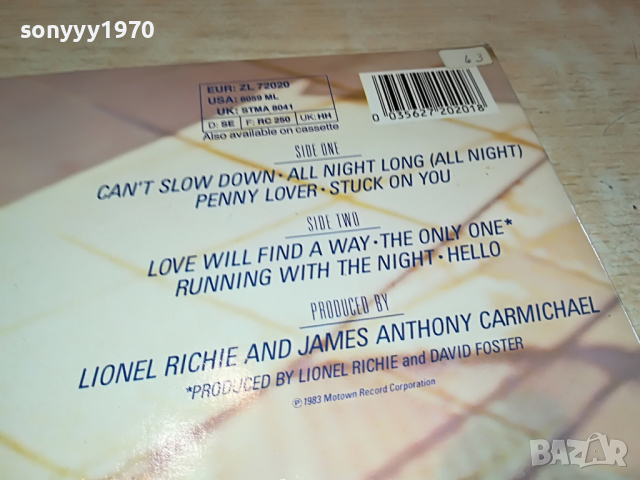 sonyyy1970
63
EUR: ZL 72020
USA: 6059 ML
UK: STMA 8041
D: SE F: RC 250 UK: HH
Also available on cassette
0 035627 202018
SIDE ONE
CAN'T SLOW DOWN · ALL NIGHT LONG (ALL NIGHT)
PENNY LOVER · STUCK ON YOU
SIDE TWO
LOVE WILL FIND A WAY · THE ONLY ONE*
RUNNING WITH THE NIGHT · HELLO
PRODUCED BY
LIONEL RICHIE AND JAMES ANTHONY CARMICHAEL
*PRODUCED BY LIONEL RICHIE and DAVID FOSTER
℗ 1983 Motown Record Corporation
BAZAR
bazar.bg